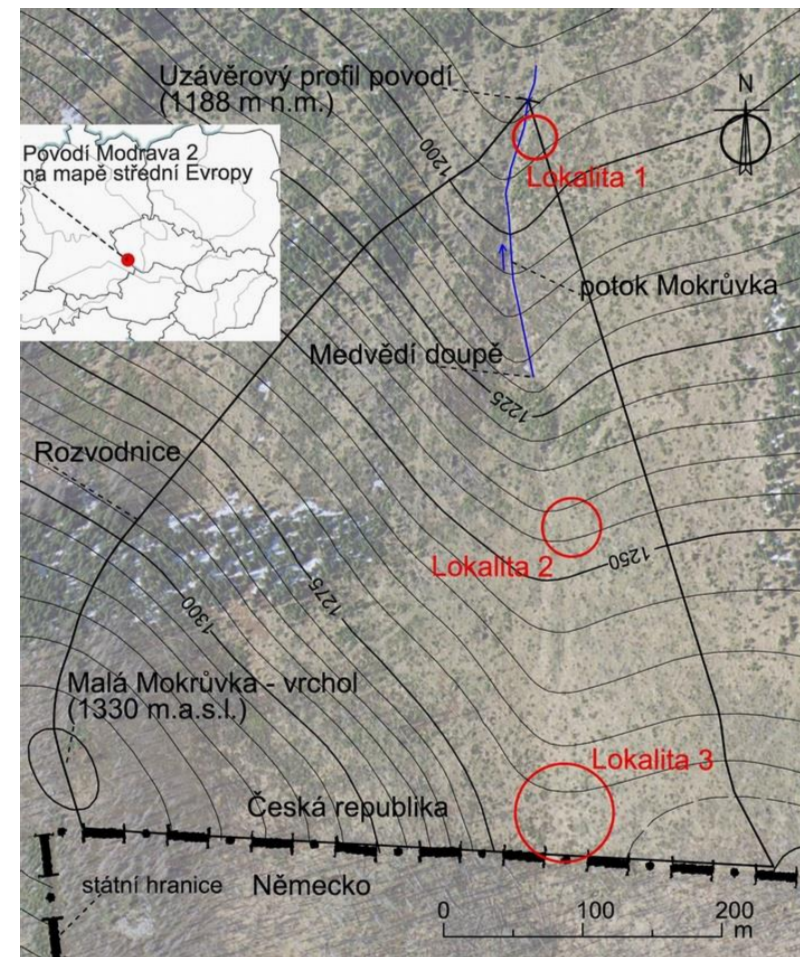 Uzávěrový profil povodí
(1188 m n.m.)
N
Povodí Modrava 2
na mapě střední Evropy
1200
Lokalita 1
potok Mokrůvka
Medvědí doupě
1225
Rozvodnice
Lokalita 2
1250
1275
1300
Malá Mokrůvka - vrchol
(1330 m.a.s.l.)
Lokalita 3
Česká republika
státní hranice
Německo
0 100 200
m